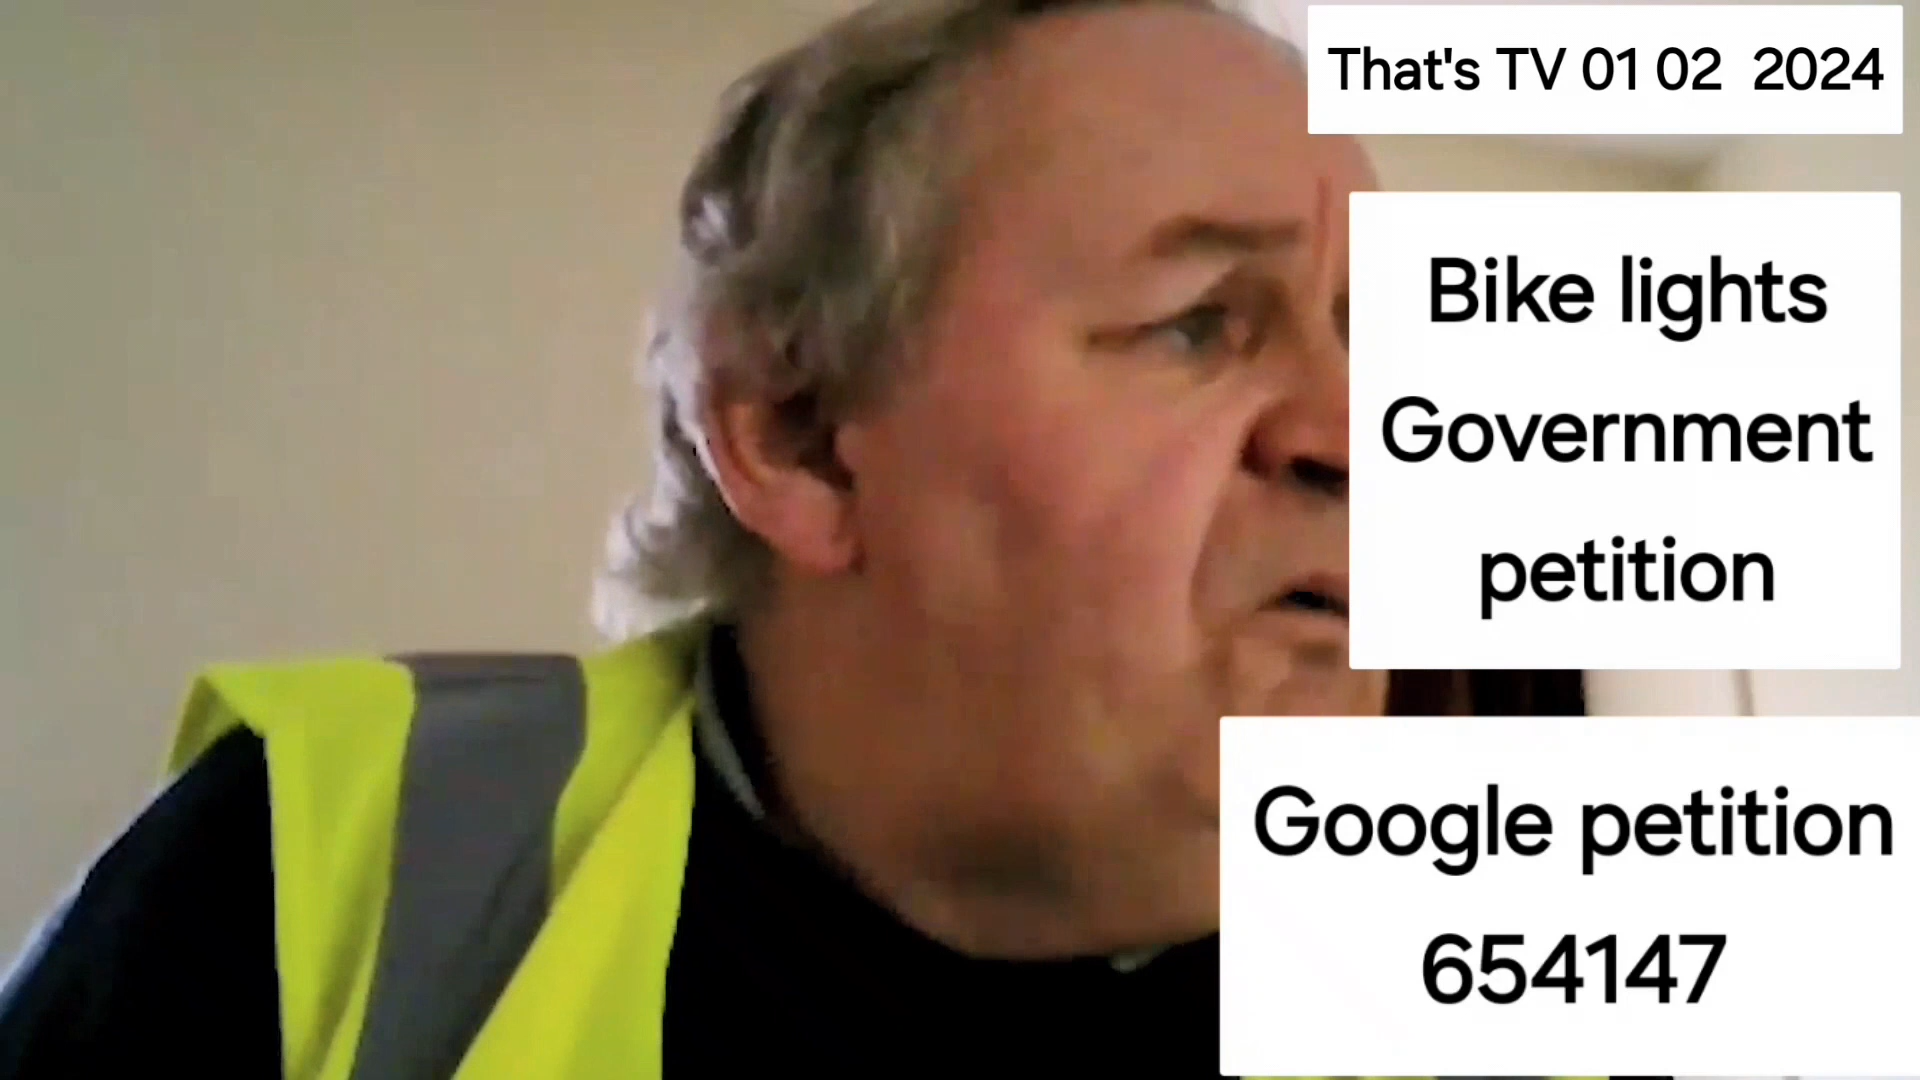 That's TV 01 02  2024
Bike lights
Government
petition
Google petition
654147